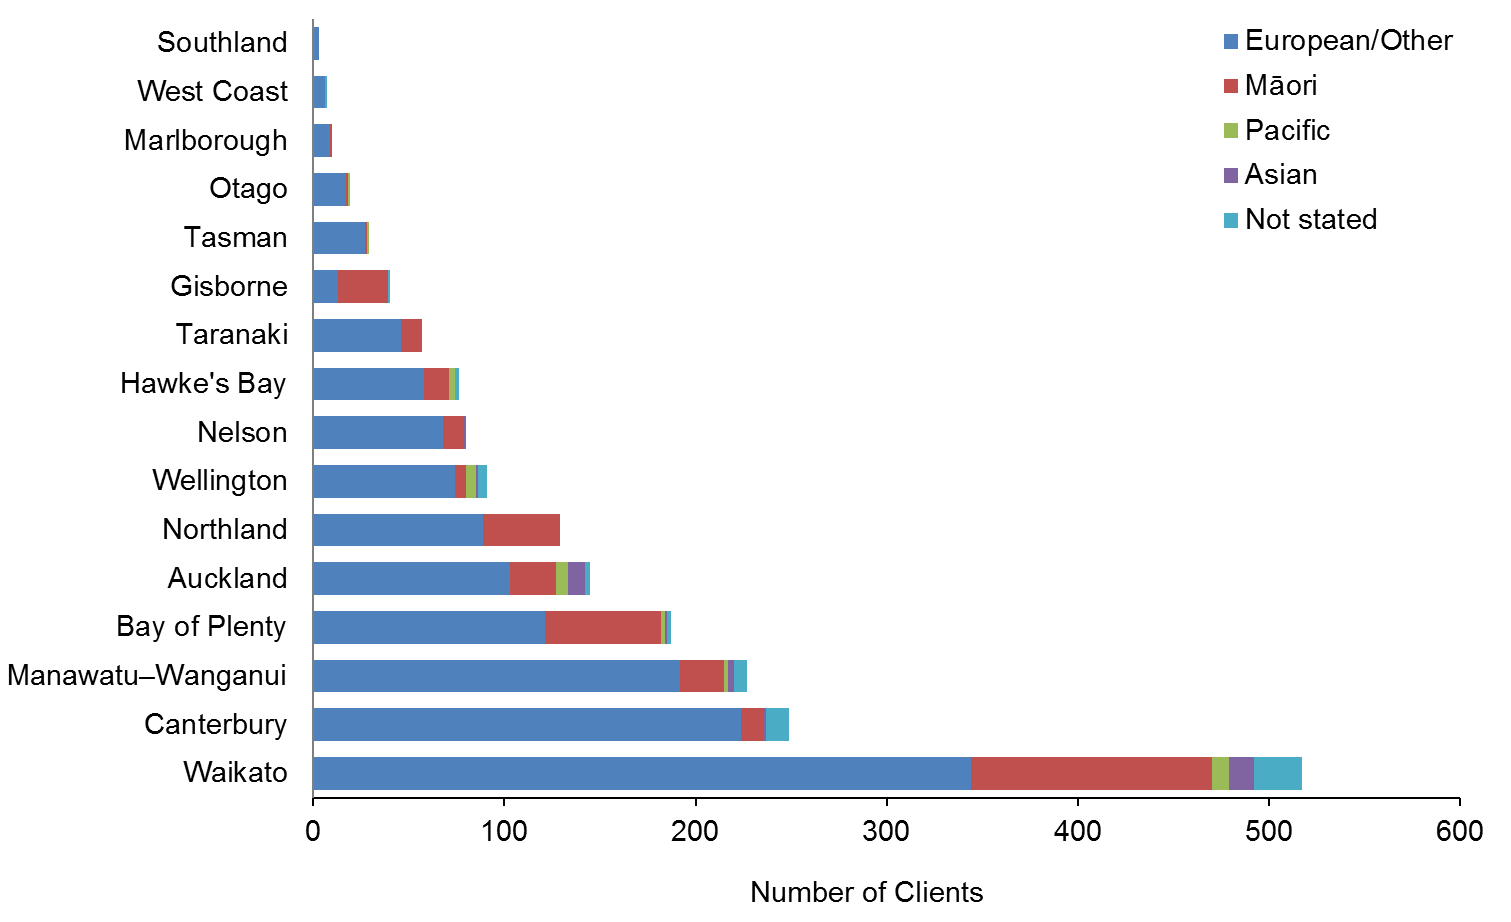 Southland
West Coast
Marlborough
Otago
Tasman
Gisborne
Taranaki
Hawke's Bay
Nelson
Wellington
Northland
Auckland
Bay of Plenty
Manawatu–Wanganui
Canterbury
Waikato
0 100 200 300 400 500 600
Number of Clients
European/Other
Māori
Pacific
Asian
Not stated